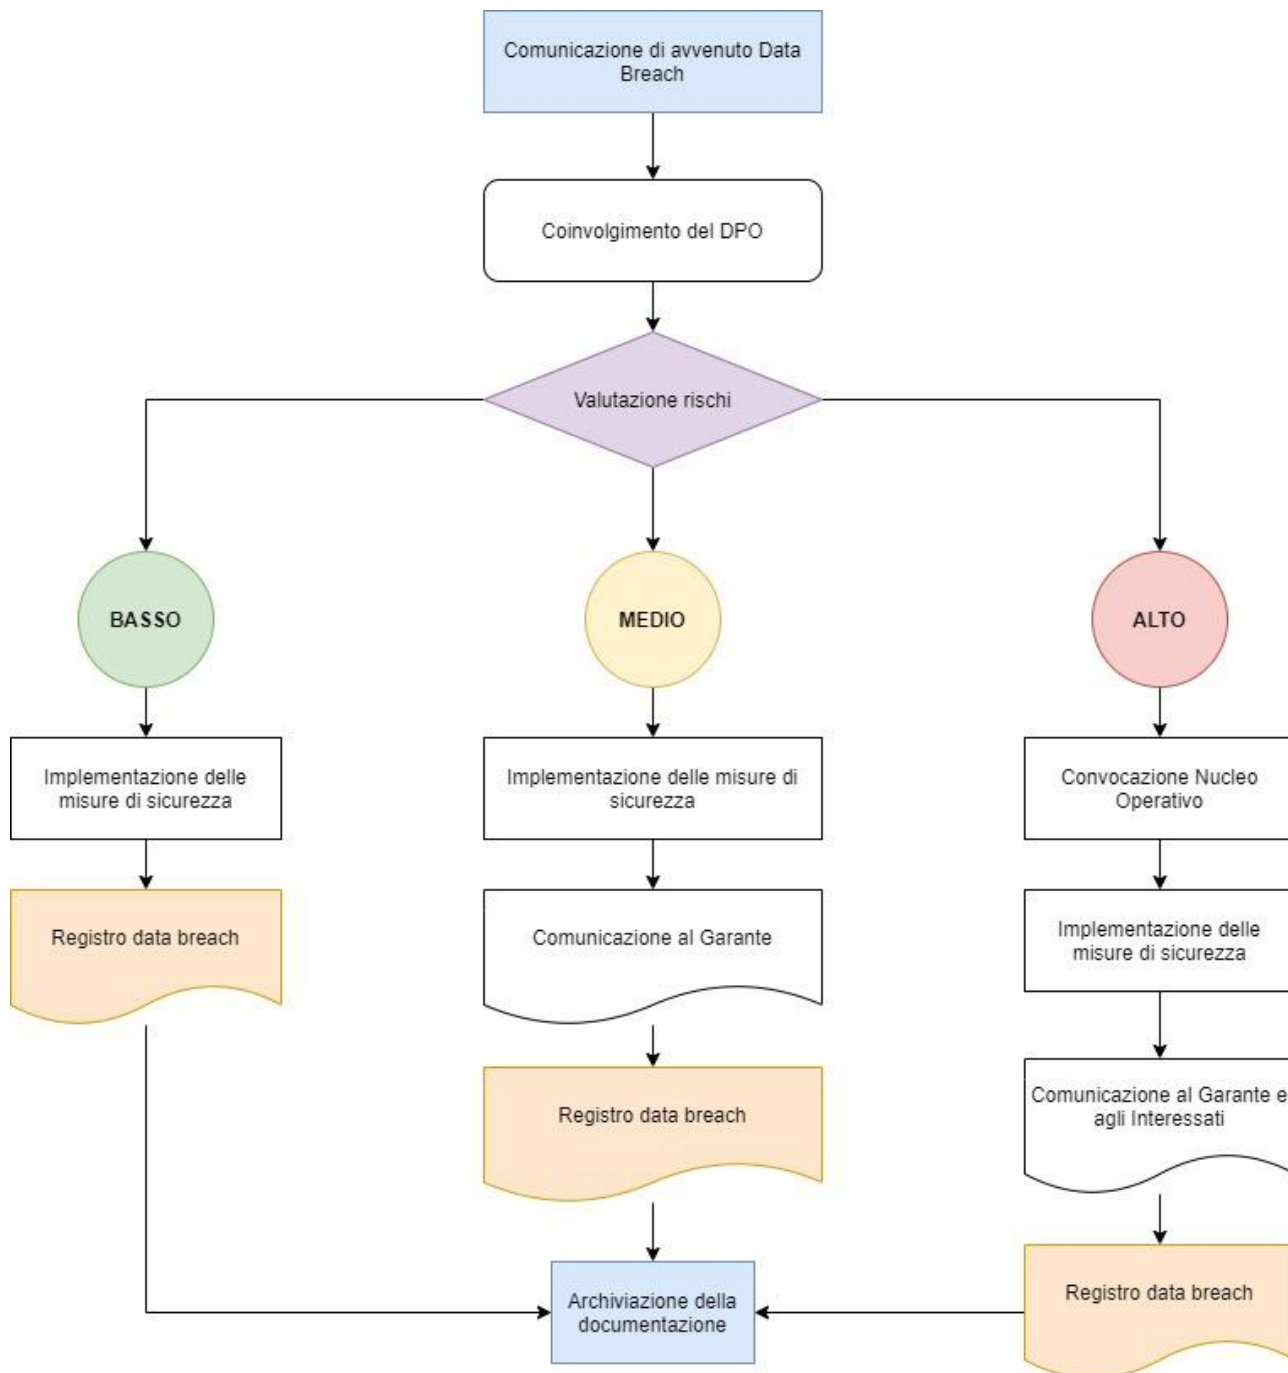 Comunicazione di avvenuto Data
Breach
Coinvolgimento del DPO
Valutazione rischi
BASSO
MEDIO
ALTO
Implementazione delle
misure di sicurezza
Implementazione delle misure di
sicurezza
Convocazione Nucleo
Operativo
Registro data breach
Comunicazione al Garante
Implementazione delle
misure di sicurezza
Registro data breach
Comunicazione al Garante e
agli Interessati
Archiviazione della
documentazione
Registro data breach